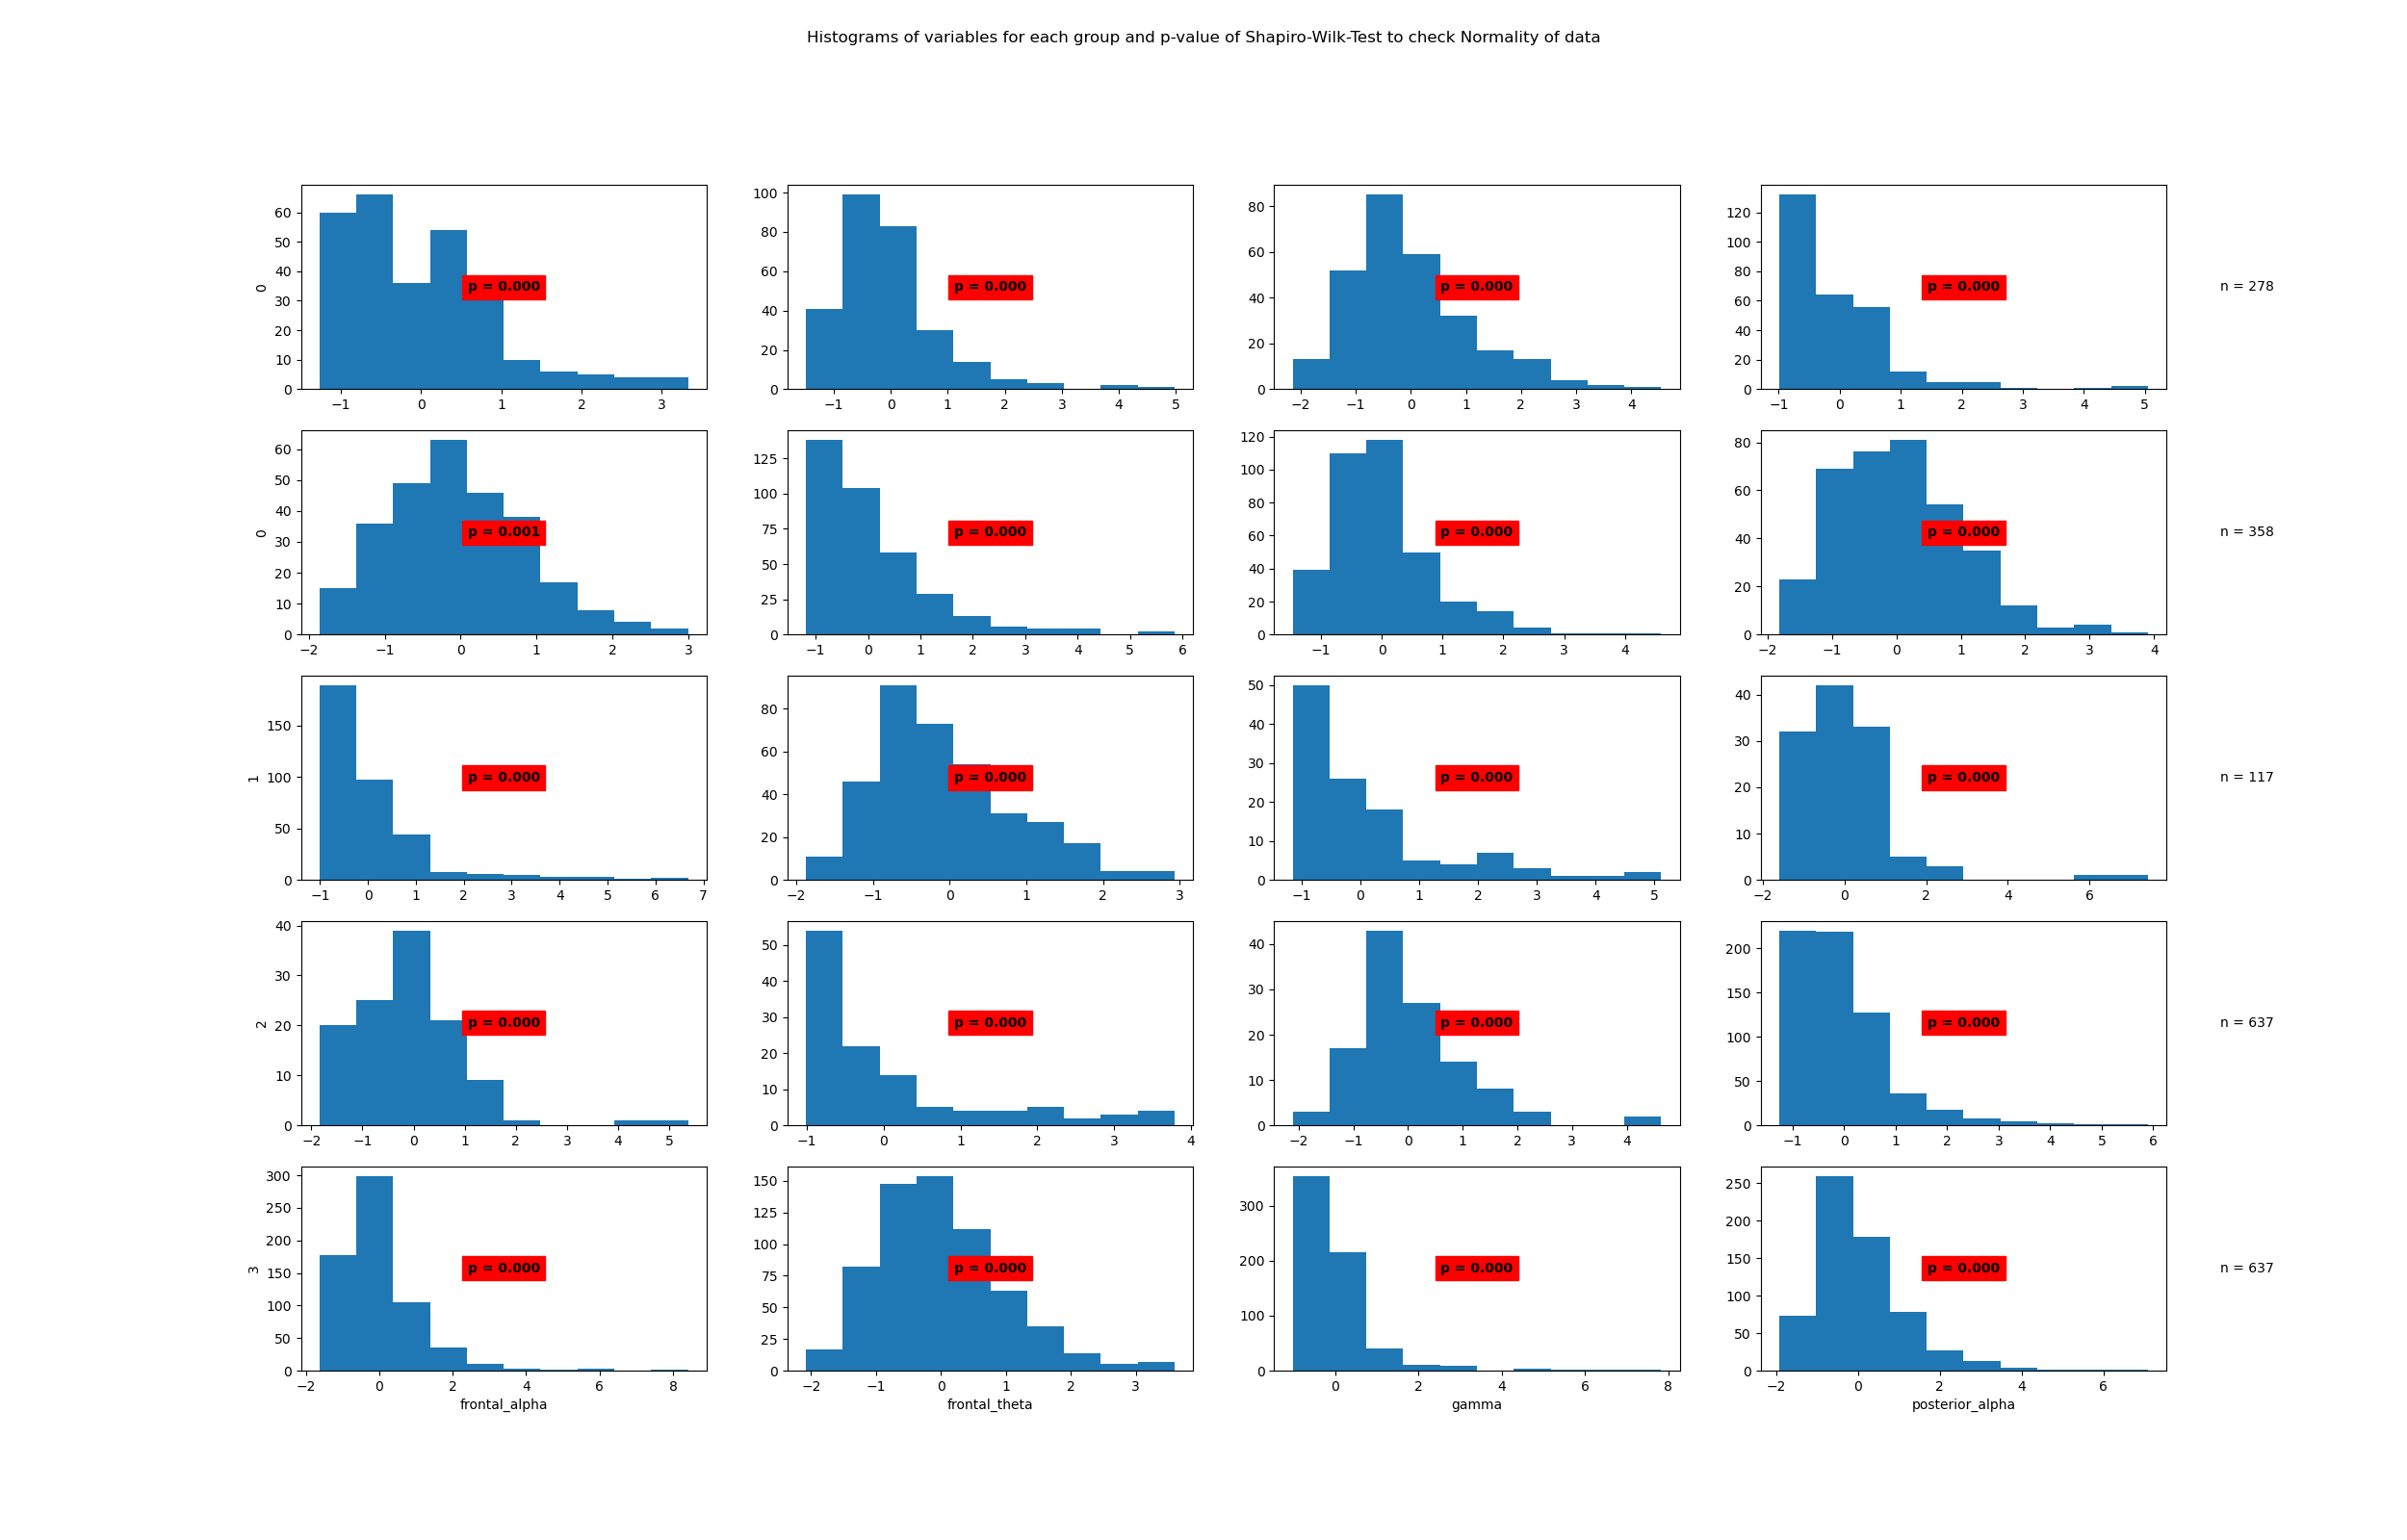 Histograms of variables for each group and p-value of Shapiro-Wilk-Test to check Normality of data
0
60
50
40
30
20
10
0
−1 0 1 2 3
p = 0.000
100
80
60
40
20
0
−1 0 1 2 3 4 5
p = 0.000
80
60
40
20
0
−2 −1 0 1 2 3 4
p = 0.000
120
100
80
60
40
20
0
−1 0 1 2 3 4 5
p = 0.000
n = 278
0
60
50
40
30
20
10
0
−2 −1 0 1 2 3
p = 0.001
125
100
75
50
25
0
−1 0 1 2 3 4 5 6
p = 0.000
120
100
80
60
40
20
0
−1 0 1 2 3 4
p = 0.000
80
60
40
20
0
−2 −1 0 1 2 3 4
p = 0.000
n = 358
1
150
100
50
0
−1 0 1 2 3 4 5 6 7
p = 0.000
80
60
40
20
0
−2 −1 0 1 2 3
p = 0.000
50
40
30
20
10
0
−1 0 1 2 3 4 5
p = 0.000
40
30
20
10
0
−2 0 2 4 6
p = 0.000
n = 117
2
40
30
20
10
0
−2 −1 0 1 2 3 4 5
p = 0.000
50
40
30
20
10
0
−1 0 1 2 3 4
p = 0.000
40
30
20
10
0
−2 −1 0 1 2 3 4
p = 0.000
200
150
100
50
0
−1 0 1 2 3 4 5 6
p = 0.000
n = 637
3
300
250
200
150
100
50
0
−2 0 2 4 6 8
p = 0.000
frontal_alpha
150
125
100
75
50
25
0
−2 −1 0 1 2 3
p = 0.000
frontal_theta
300
200
100
0
0 2 4 6 8
p = 0.000
gamma
250
200
150
100
50
0
−2 0 2 4 6
p = 0.000
posterior_alpha
n = 637